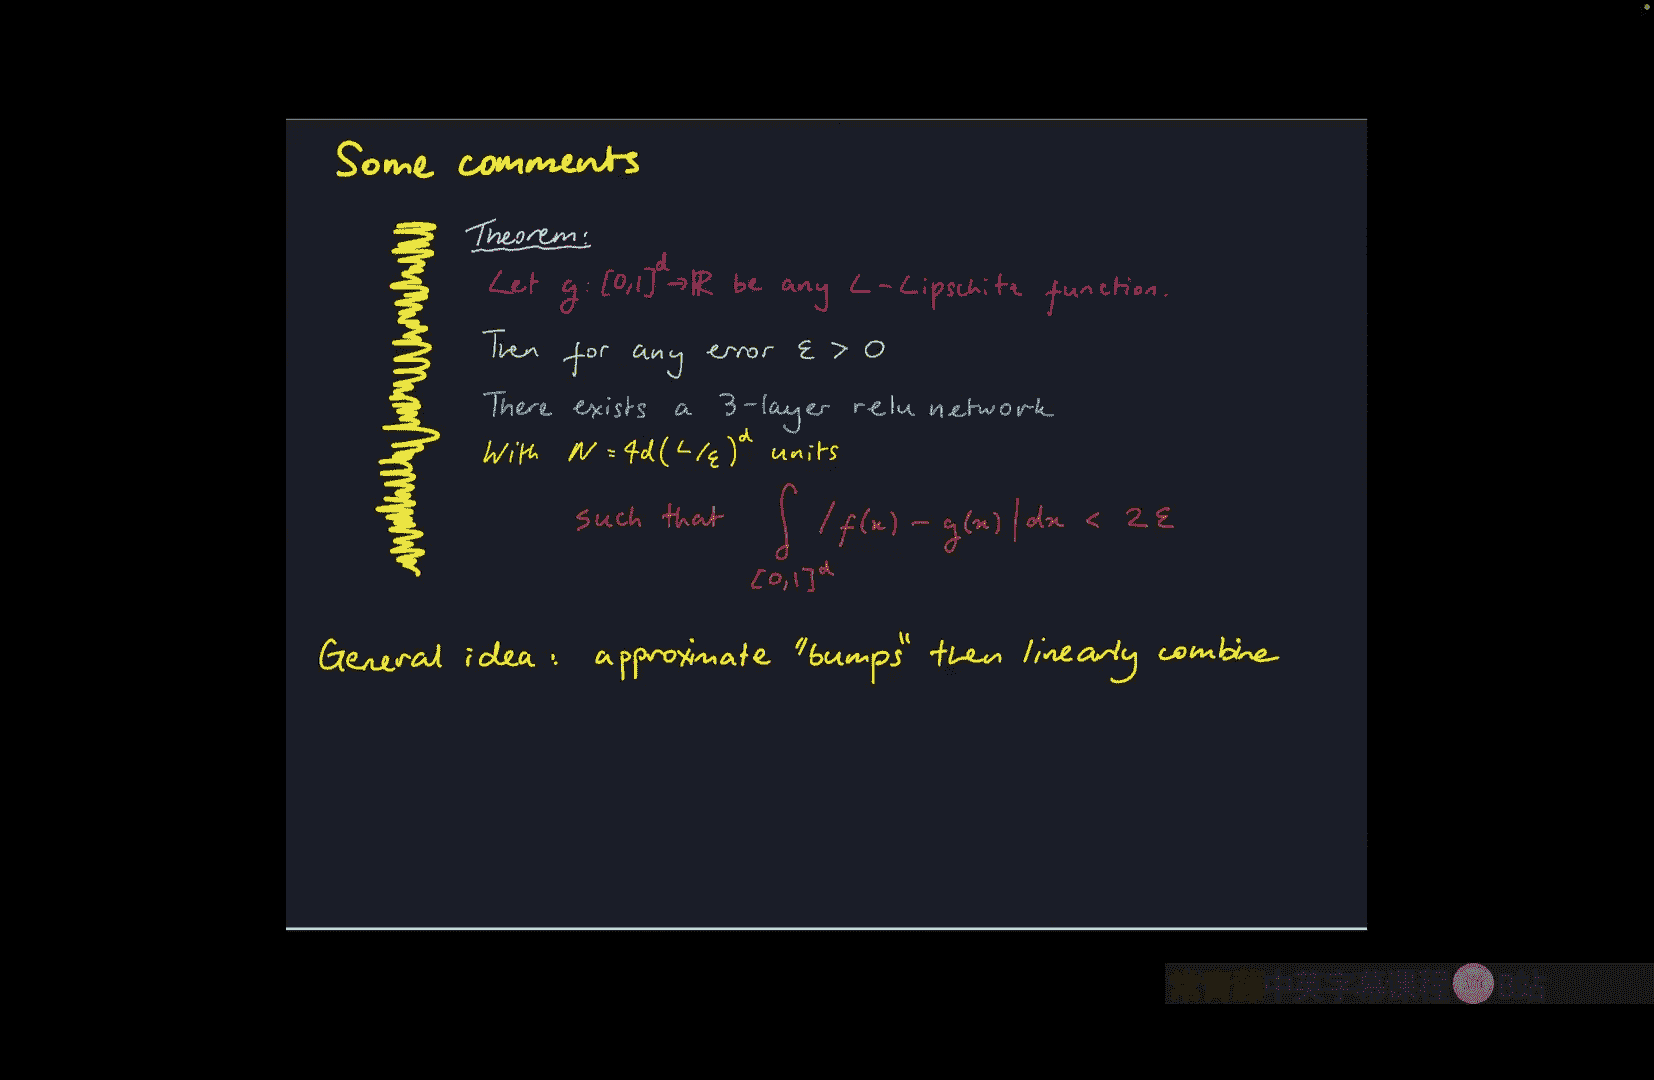 Some comments
Theorem:
Let g: [0,1]^d → ℝ be any L-Lipschitz function.
Then for any error ε > 0
There exists a 3-layer relu network
With N = 4d(L/ε)^d units
such that ∫_{[0,1]^d} |f(x) - g(x)| dx < 2ε
General idea: approximate "bumps" then linearly combine